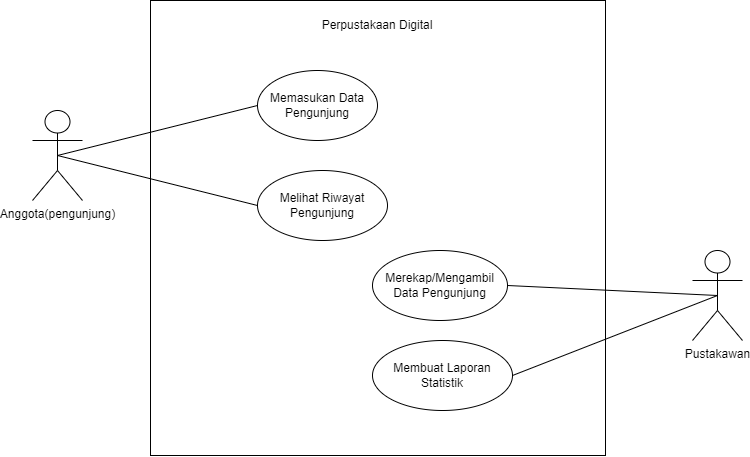 Perpustakaan Digital
Memasukan Data
Pengunjung
Anggota(pengunjung)
Melihat Riwayat
Pengunjung
Merekap/Mengambil
Data Pengunjung
Pustakawan
Membuat Laporan
Statistik